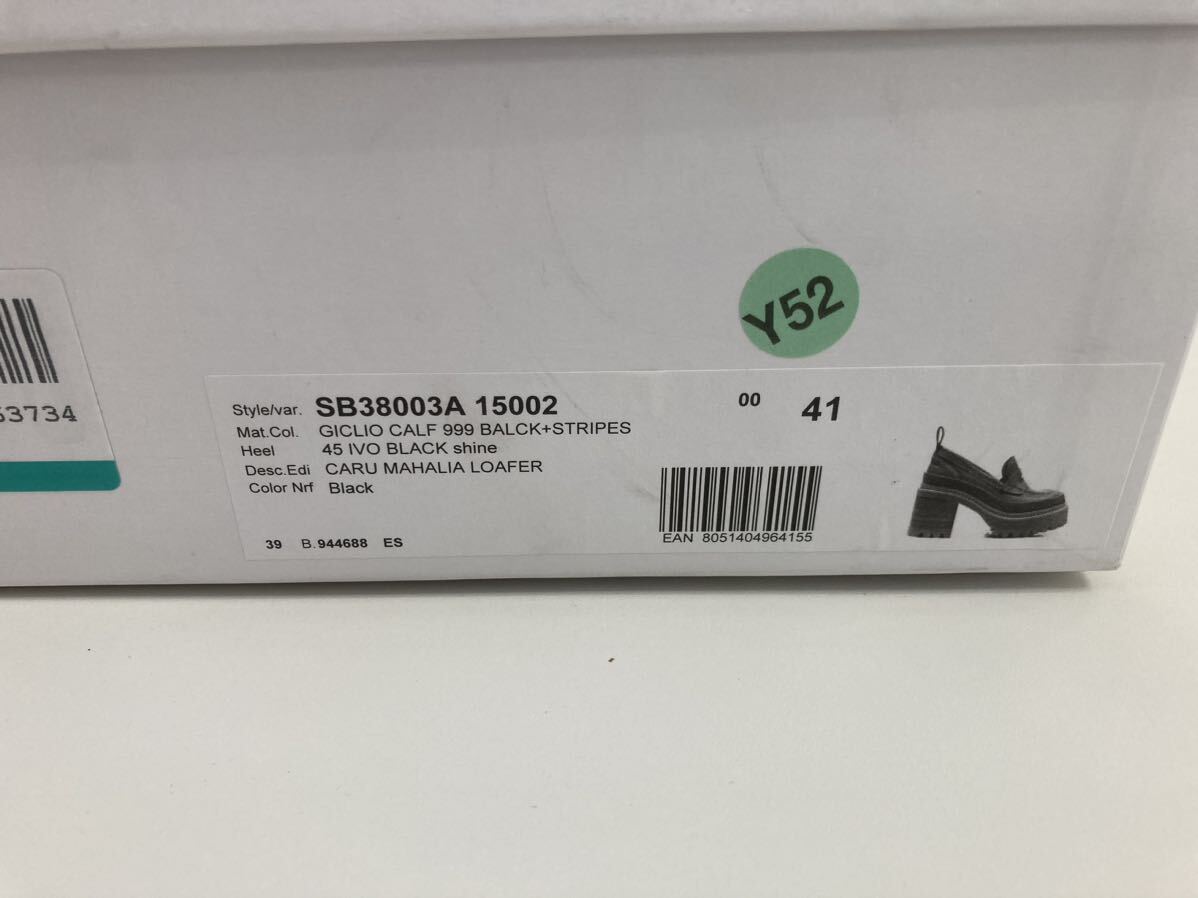 Y52
53734
Style/var. SB38003A 15002 00 41
Mat.Col. GICLIO CALF 999 BALCK+STRIPES
Heel 45 IVO BLACK shine
Desc.Edi CARU MAHALIA LOAFER
Color Nrf Black
39 B.944688 ES
EAN 8051404964155